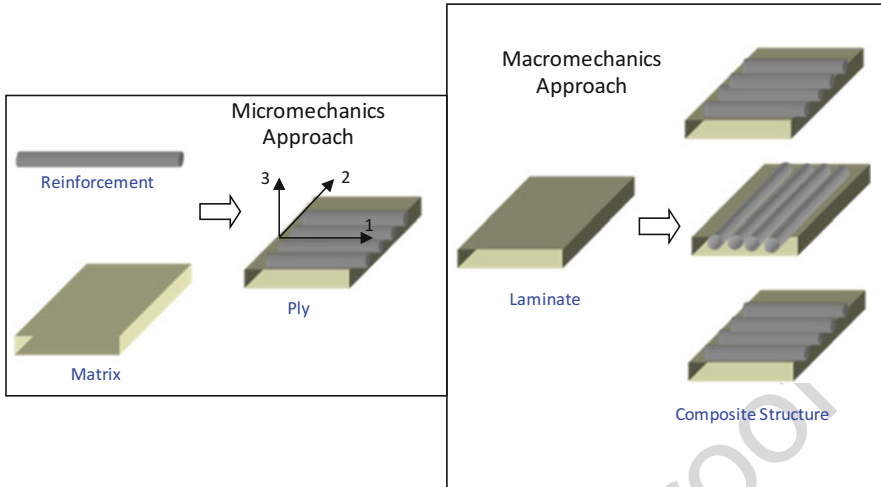 Micromechanics
Approach
Reinforcement
3
2
1
Ply
Matrix
Macromechanics
Approach
Laminate
Composite Structure